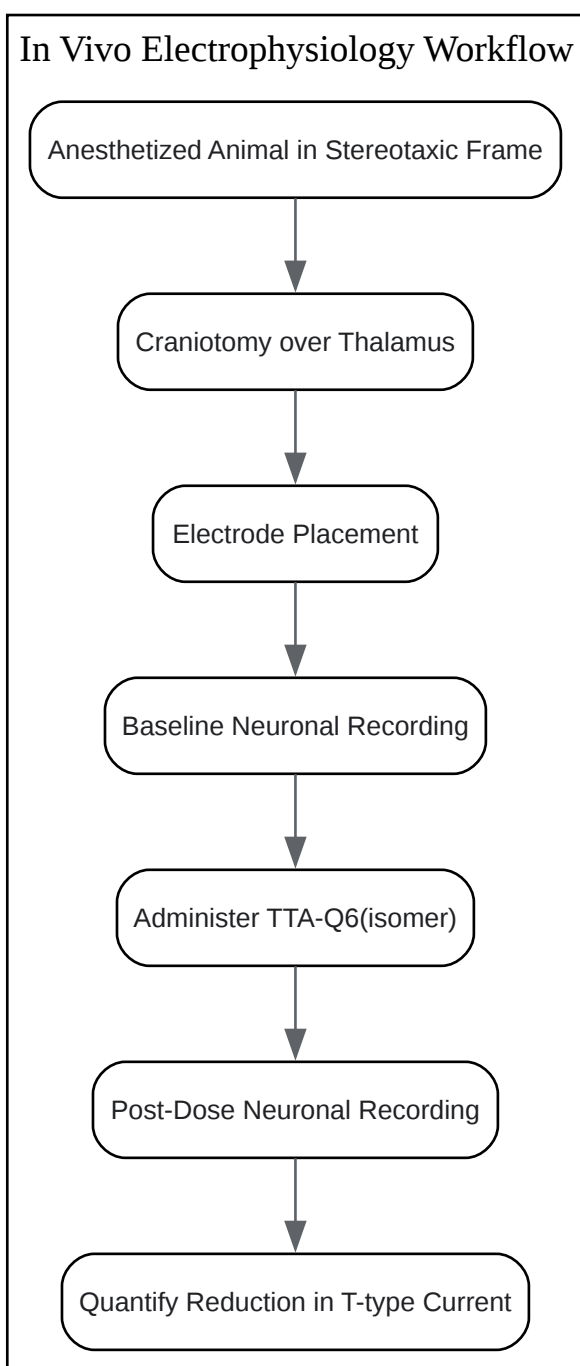 In Vivo Electrophysiology Workflow
Anesthetized Animal in Stereotaxic Frame
Craniotomy over Thalamus
Electrode Placement
Baseline Neuronal Recording
Administer TTA-Q6(isomer)
Post-Dose Neuronal Recording
Quantify Reduction in T-type Current